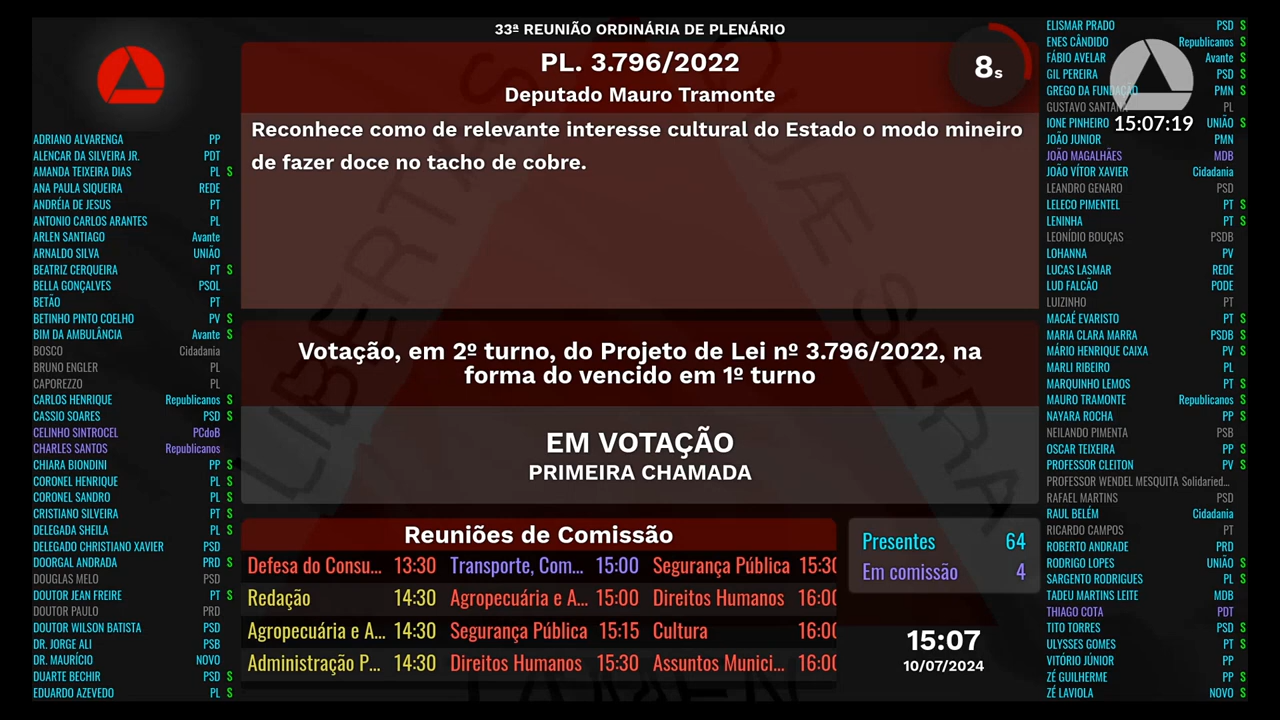 33ª REUNIÃO ORDINÁRIA DE PLENÁRIO
PL. 3.796/2022
Deputado Mauro Tramonte
8s
Reconhece como de relevante interesse cultural do Estado o modo mineiro
de fazer doce no tacho de cobre.
Votação, em 2º turno, do Projeto de Lei nº 3.796/2022, na
forma do vencido em 1º turno
EM VOTAÇÃO
PRIMEIRA CHAMADA
Reuniões de Comissão
Defesa do Consu... 13:30 Transporte, Com... 15:00 Segurança Pública 15:30
Redação 14:30 Agropecuária e A... 15:00 Direitos Humanos 16:00
Agropecuária e A... 14:30 Segurança Pública 15:15 Cultura 16:00
Administração P... 14:30 Direitos Humanos 15:30 Assuntos Munici... 16:00
Presentes 64
Em comissão 4
15:07
10/07/2024
ADRIANO ALVARENGA PP
ALENCAR DA SILVEIRA JR. PDT
AMANDA TEIXEIRA DIAS PL S
ANA PAULA SIQUEIRA REDE
ANDRÉIA DE JESUS PT
ANTONIO CARLOS ARANTES PL
ARLEN SANTIAGO Avante
ARNALDO SILVA UNIÃO
BEATRIZ CERQUEIRA PT S
BELLA GONÇALVES PSOL
BETÃO PT
BETINHO PINTO COELHO PV S
BIM DA AMBULÂNCIA Avante S
BOSCO Cidadania
BRUNO ENGLER PL
CAPOREZZO PL
CARLOS HENRIQUE Republicanos S
CASSIO SOARES PSD S
CELINHO SINTROCEL PCdoB
CHARLES SANTOS Republicanos
CHIARA BIONDINI PP S
CORONEL HENRIQUE PL S
CORONEL SANDRO PL S
CRISTIANO SILVEIRA PT S
DELEGADA SHEILA PL S
DELEGADO CHRISTIANO XAVIER PSD
DOORGAL ANDRADA PRD S
DOUGLAS MELO PSD
DOUTOR JEAN FREIRE PT S
DOUTOR PAULO PRD
DOUTOR WILSON BATISTA PSD
DR. JORGE ALI PSB
DR. MAURÍCIO NOVO
DUARTE BECHIR PSD S
EDUARDO AZEVEDO PL S
ELISMAR PRADO PSD S
ENES CÂNDIDO Republicanos S
FÁBIO AVELAR Avante S
GIL PEREIRA PSD S
GREGO DA FUNDAÇÃO PMN S
GUSTAVO SANTANA PL
IONE PINHEIRO UNIÃO S
15:07:19
JOÃO JUNIOR PMN
JOÃO MAGALHÃES MDB
JOÃO VÍTOR XAVIER Cidadania
LEANDRO GENARO PSD
LELECO PIMENTEL PT S
LENINHA PT S
LEONÍDIO BOUÇAS PSDB
LOHANNA PV
LUCAS LASMAR REDE
LUD FALCÃO PODE
LUIZINHO PT
MACAÉ EVARISTO PT S
MARIA CLARA MARRA PSDB S
MÁRIO HENRIQUE CAIXA PV S
MARLI RIBEIRO PL
MARQUINHO LEMOS PT S
MAURO TRAMONTE Republicanos S
NAYARA ROCHA PP S
NEILANDO PIMENTA PSB
OSCAR TEIXEIRA PP S
PROFESSOR CLEITON PV S
PROFESSOR WENDEL MESQUITA Solidaried...
RAFAEL MARTINS PSD
RAUL BELÉM Cidadania
RICARDO CAMPOS PT
ROBERTO ANDRADE PRD
RODRIGO LOPES UNIÃO S
SARGENTO RODRIGUES PL S
TADEU MARTINS LEITE MDB
THIAGO COTA PDT
TITO TORRES PSD S
ULYSSES GOMES PT S
VITÓRIO JÚNIOR PP
ZÉ GUILHERME PP S
ZÉ LAVIOLA NOVO S